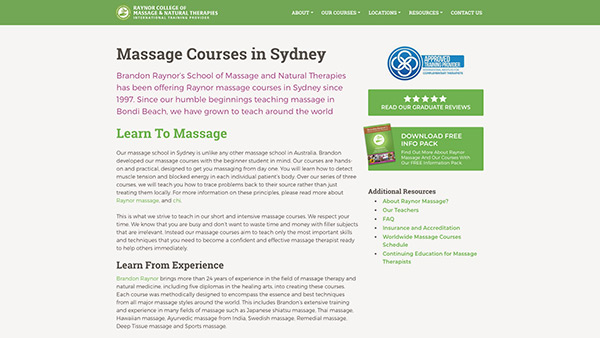 RAYNOR COLLEGE OF
MASSAGE & NATURAL THERAPIES
INTERNATIONAL TRAINING PROVIDER
ABOUT
OUR COURSES
LOCATIONS
RESOURCES
CONTACT US
Massage Courses in Sydney
Brandon Raynor's School of Massage and Natural Therapies
has been offering Raynor massage courses in Sydney since
1997. Since our humble beginnings teaching massage in
Bondi Beach, we have grown to teach around the world
Learn To Massage
Our massage school in Sydney is unlike any other massage school in Australia. Brandon
developed our massage courses with the beginner student in mind. Our courses are hands-
on and practical, designed to get you massaging from day one. You will learn how to detect
muscle tension and blocked energy in each individual patient's body. Over our series of three
courses, we will teach you how to trace problems back to their source rather than just
treating them locally. For more information on these principles, please read more about
Raynor massage, and chi.
This is what we strive to teach in our short and intensive massage courses. We respect your
time. We know that you are busy and don't want to waste time and money with filler subjects
that are irrelevant. Instead our massage courses aim to teach only the most important skills
and techniques that you need to become a confident and effective massage therapist ready
to help others immediately.
Learn From Experience
Brandon Raynor brings more than 24 years of experience in the field of massage therapy and
natural medicine, including five diplomas in the healing arts, into creating these courses.
Each course was methodically designed to encompass the essence and best techniques
from all major massage styles around the world. This includes Brandon's extensive training
and experience in many fields of massage such as Japanese shiatsu massage, Thai massage,
Hawaiian massage, Ayurvedic massage from India, Swedish massage, Remedial massage,
Deep Tissue massage and Sports massage.
APPROVED
TRAINING PROVIDER
READ OUR GRADUATE REVIEWS
DOWNLOAD FREE
INFO PACK
Find Out More About Raynor
Massage And Our Courses With
Our FREE Information Pack
Additional Resources
About Raynor Massage?
Our Teachers
FAQ
Insurance and Accreditation
Worldwide Massage Courses
Schedule
Continuing Education for Massage
Therapists